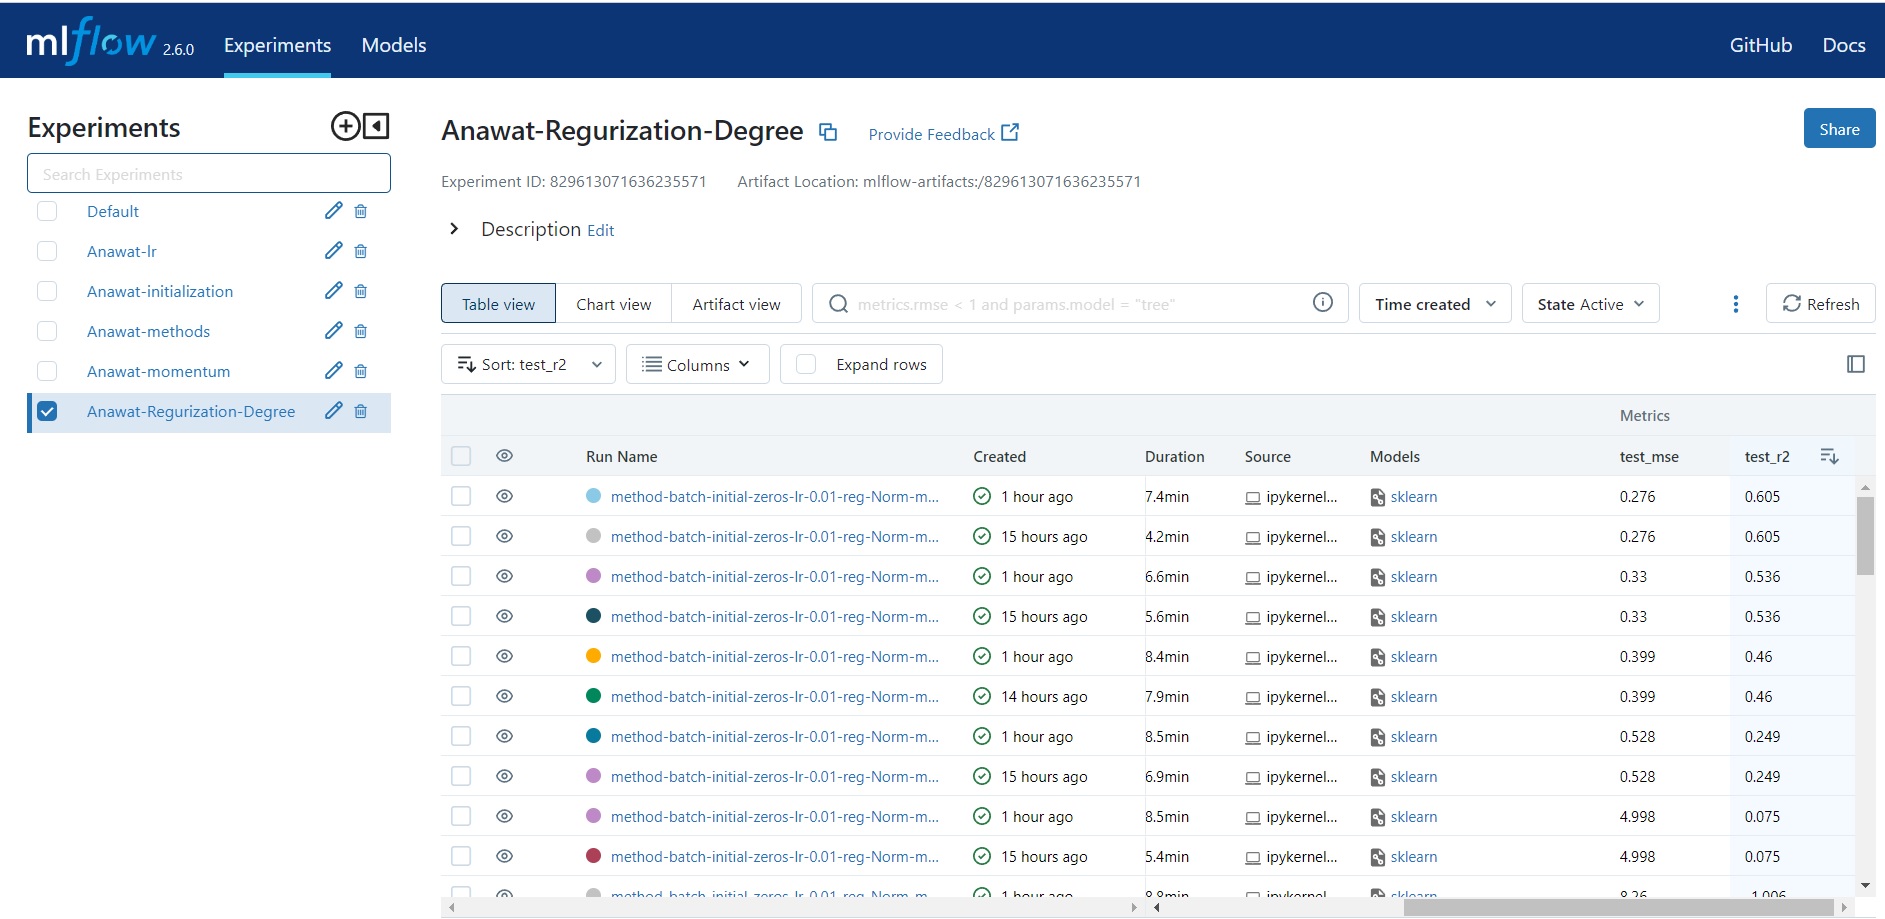 mlflow 2.6.0 Experiments Models GitHub Docs
Experiments
Search Experiments
Default
Anawat-lr
Anawat-initialization
Anawat-methods
Anawat-momentum
Anawat-Regurization-Degree
Anawat-Regurization-Degree Provide Feedback Share
Experiment ID: 829613071636235571 Artifact Location: mlflow-artifacts:/829613071636235571
Description Edit
Table view Chart view Artifact view metrics.rmse < 1 and params.model = "tree" Time created State Active Refresh
Sort: test_r2 Columns Expand rows
Metrics
Run Name Created Duration Source Models test_mse test_r2
method-batch-initial-zeros-lr-0.01-reg-Norm-m... 1 hour ago 7.4min ipykernel... sklearn 0.276 0.605
method-batch-initial-zeros-lr-0.01-reg-Norm-m... 15 hours ago 4.2min ipykernel... sklearn 0.276 0.605
method-batch-initial-zeros-lr-0.01-reg-Norm-m... 1 hour ago 6.6min ipykernel... sklearn 0.33 0.536
method-batch-initial-zeros-lr-0.01-reg-Norm-m... 15 hours ago 5.6min ipykernel... sklearn 0.33 0.536
method-batch-initial-zeros-lr-0.01-reg-Norm-m... 1 hour ago 8.4min ipykernel... sklearn 0.399 0.46
method-batch-initial-zeros-lr-0.01-reg-Norm-m... 14 hours ago 7.9min ipykernel... sklearn 0.399 0.46
method-batch-initial-zeros-lr-0.01-reg-Norm-m... 1 hour ago 8.5min ipykernel... sklearn 0.528 0.249
method-batch-initial-zeros-lr-0.01-reg-Norm-m... 15 hours ago 6.9min ipykernel... sklearn 0.528 0.249
method-batch-initial-zeros-lr-0.01-reg-Norm-m... 1 hour ago 8.5min ipykernel... sklearn 4.998 0.075
method-batch-initial-zeros-lr-0.01-reg-Norm-m... 15 hours ago 5.4min ipykernel... sklearn 4.998 0.075
method-batch-initial-zeros-lr-0.01-reg-Norm-m... 1 hour ago ipykernel... sklearn